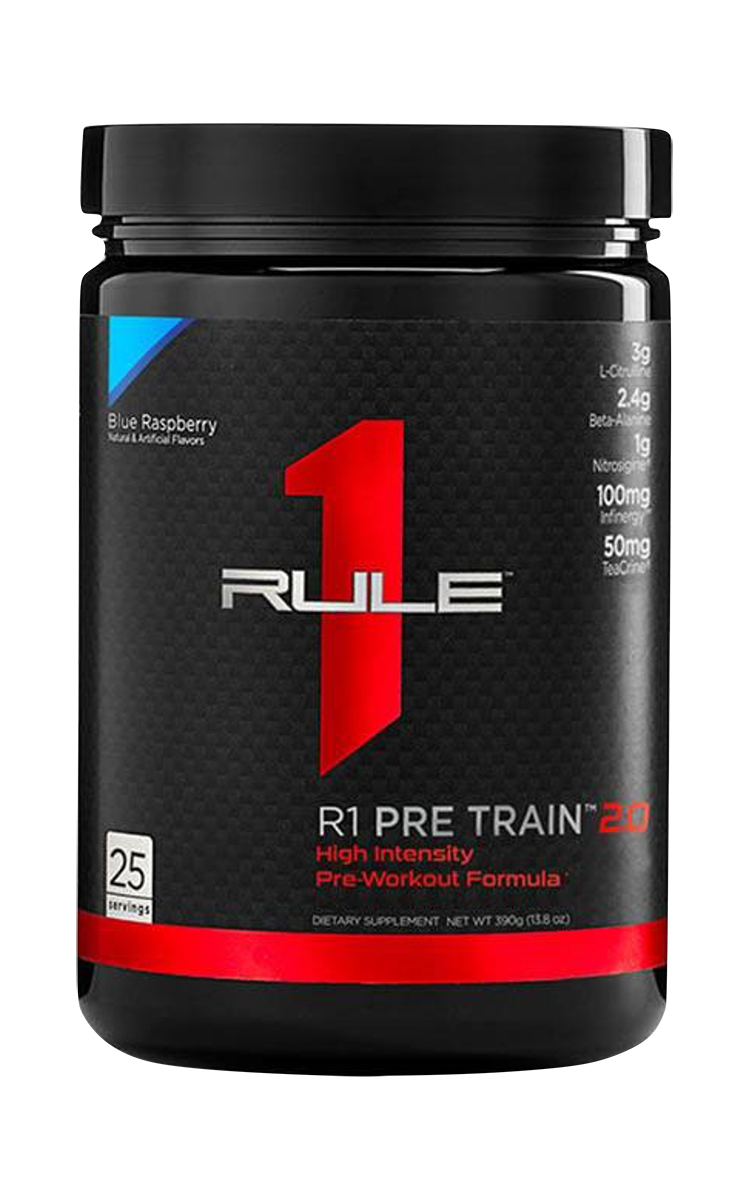 Blue Raspberry
Natural & Artificial Flavors
3g
L-Citrulline
2.4g
Beta-Alanine
1g
Nitrosigine®
100mg
Infinergy™
50mg
TeaCrine®
1
RULE™
R1 PRE TRAIN™ 2.0
High Intensity
Pre-Workout Formula*
25
servings
DIETARY SUPPLEMENT NET WT 390g (13.8 oz)